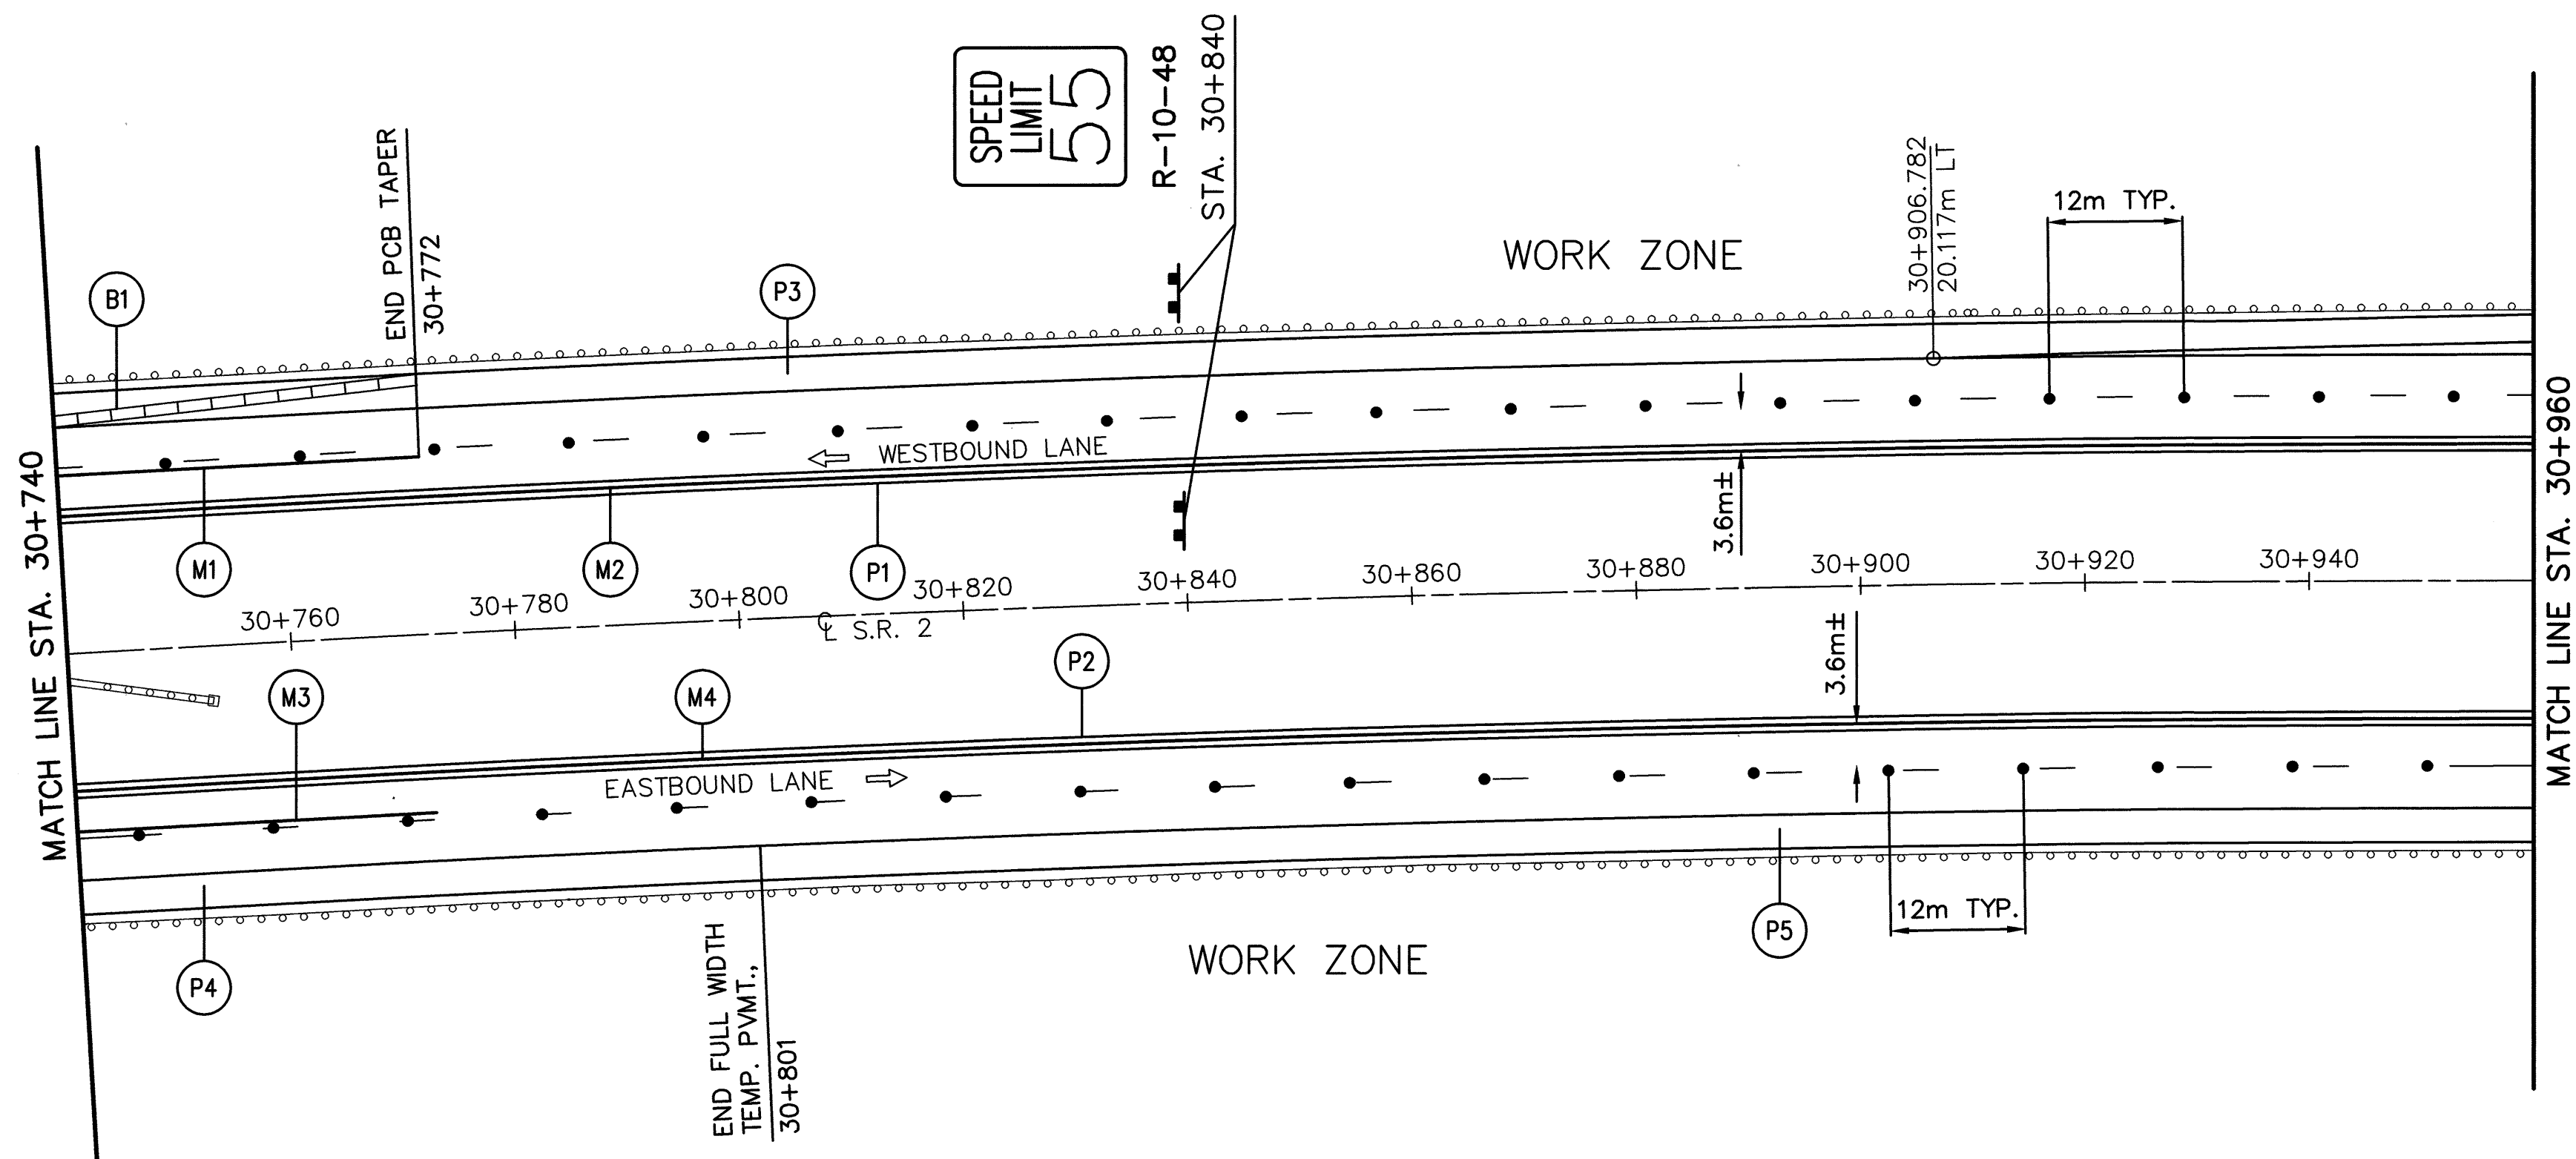 MATCH LINE STA. 30+740
B1
END PCB TAPER
30+772
P3
SPEED
LIMIT
55
R-10-48
STA. 30+840
WORK ZONE
30+906.782
20.117m LT
12m TYP.
WESTBOUND LANE
M1
M2
P1
3.6m±
30+760
30+780
30+800
30+820
30+840
30+860
30+880
30+900
30+920
30+940
℄ S.R. 2
M3
M4
P2
3.6m±
EASTBOUND LANE
P4
END FULL WIDTH
TEMP. PVMT.,
30+801
WORK ZONE
P5
12m TYP.
MATCH LINE STA. 30+960